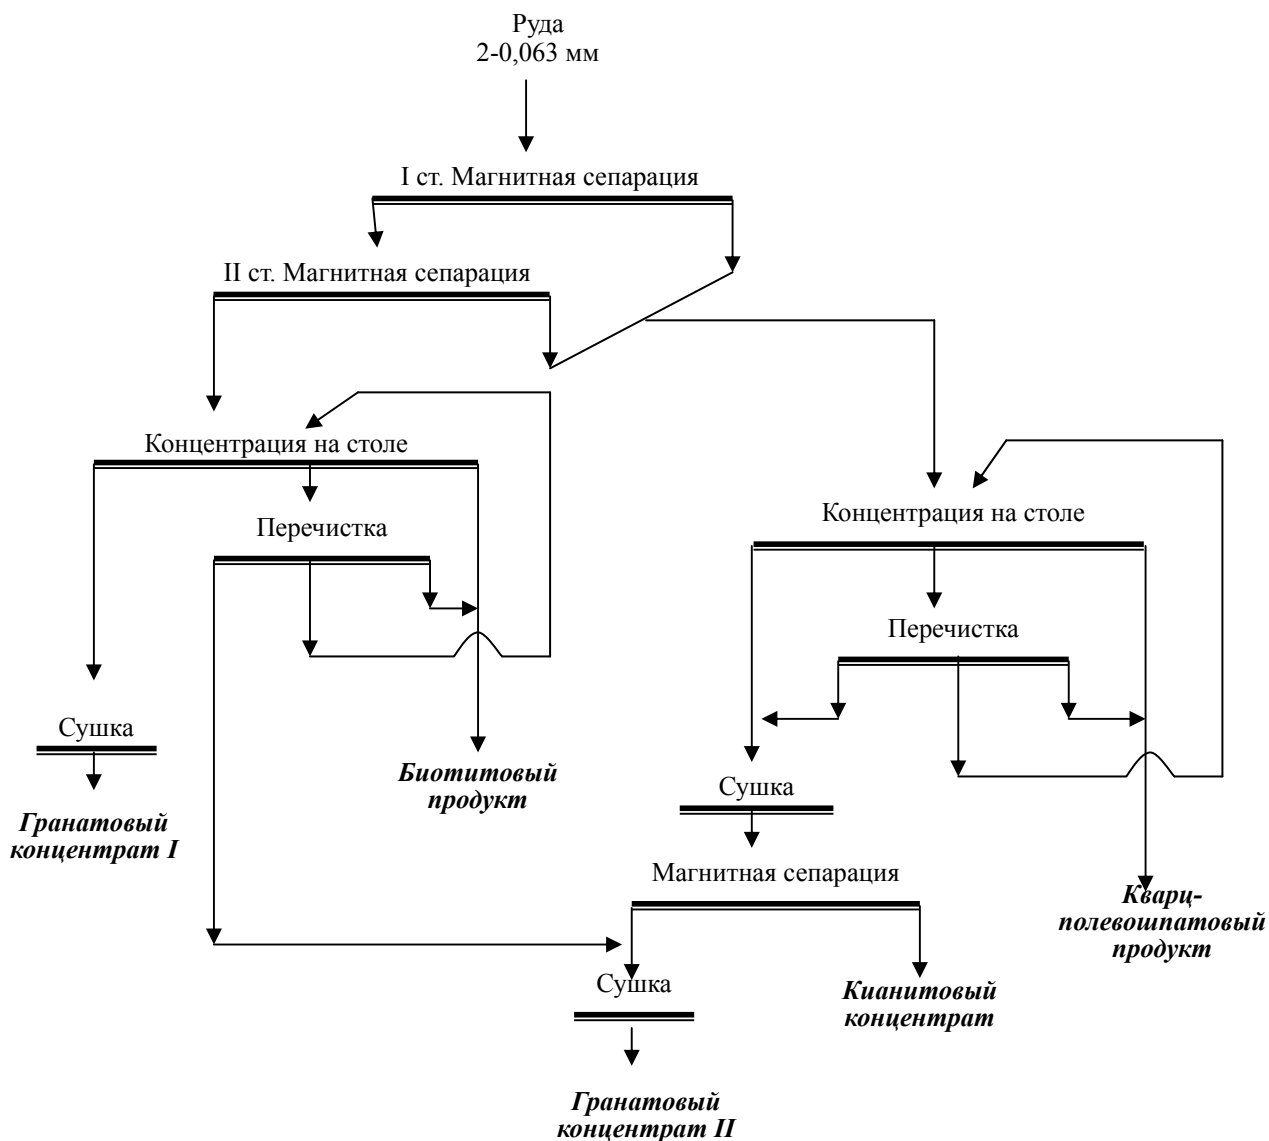 Руда
2-0,063 мм
I ст. Магнитная сепарация
II ст. Магнитная сепарация
Концентрация на столе
Концентрация на столе
Перечистка
Перечистка
Сушка
Биотитовый
продукт
Сушка
Гранатовый
концентрат I
Магнитная сепарация
Кварц-
полевошпатовый
продукт
Сушка
Кианитовый
концентрат
Гранатовый
концентрат II